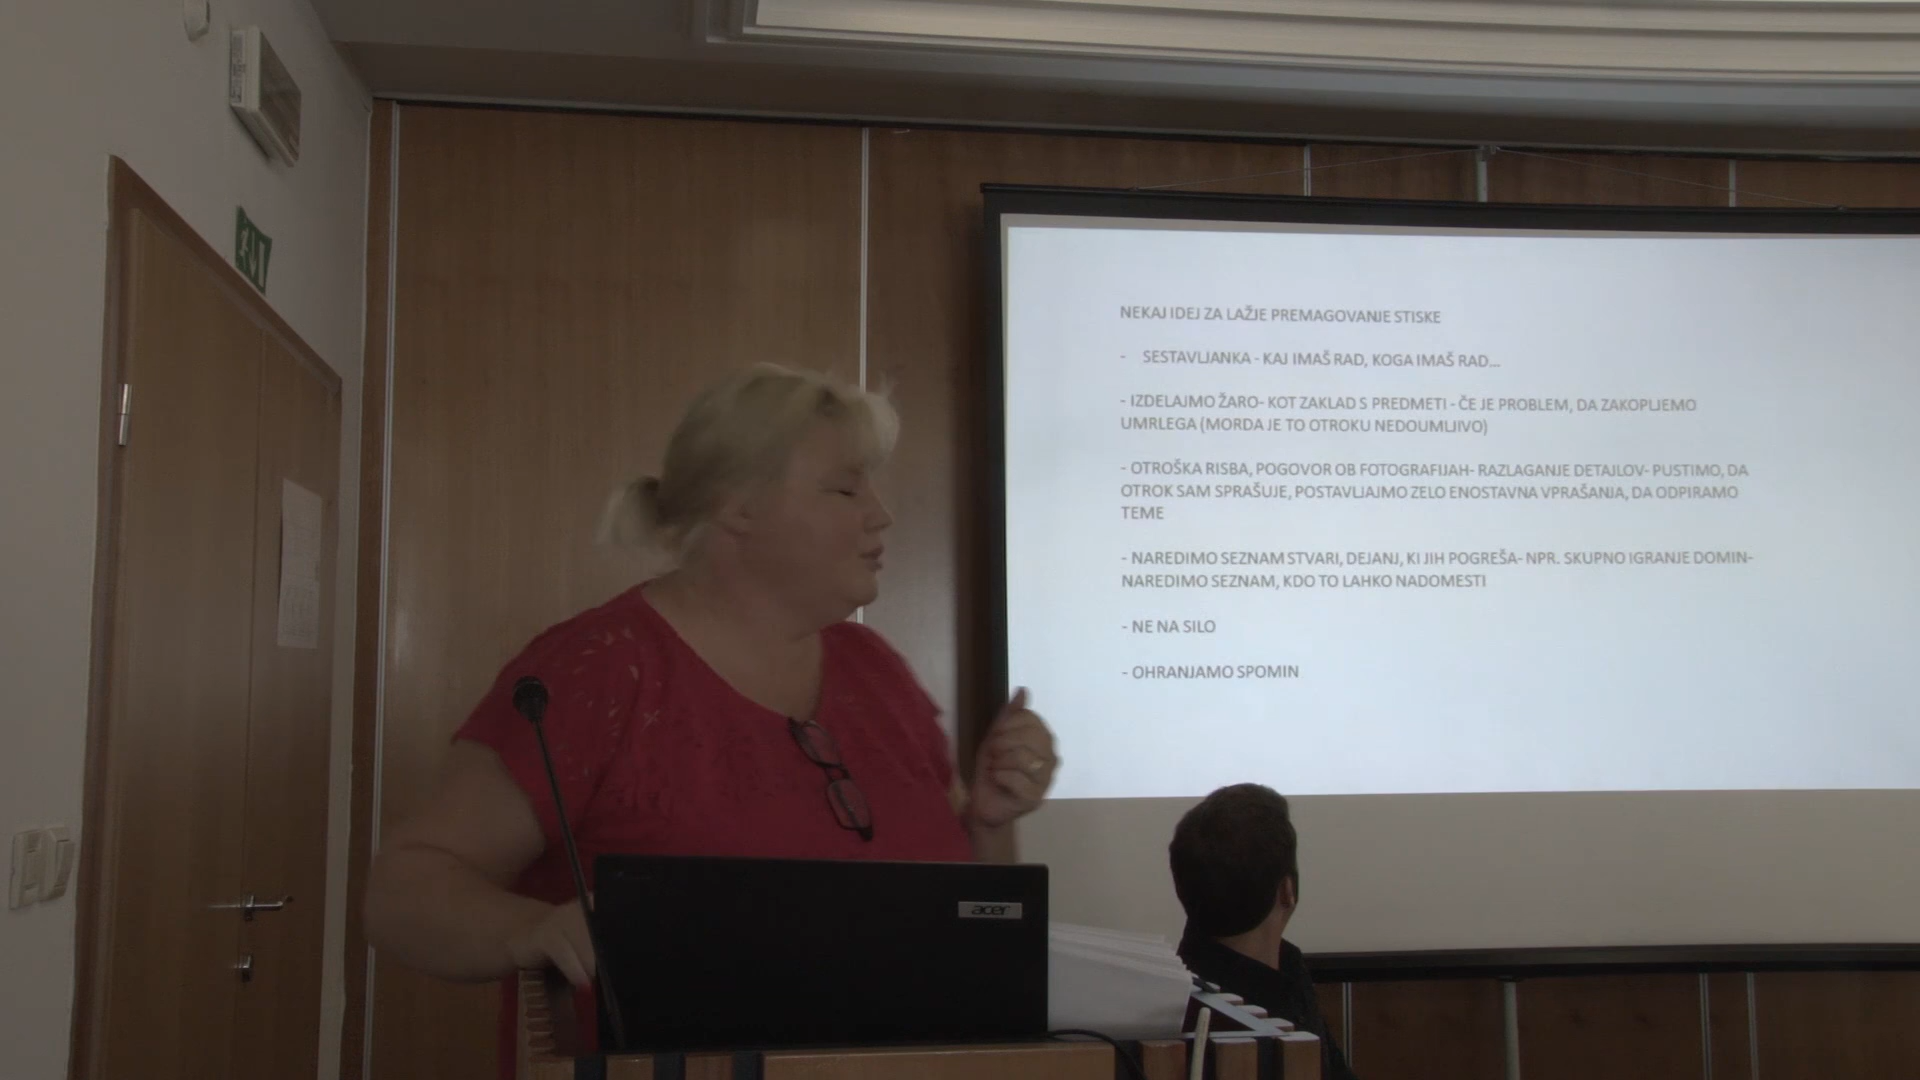 NEKAJ IDEJ ZA LAŽJE PREMAGOVANJE STISKE
- SESTAVLJANKA - KAJ IMAŠ RAD, KOGA IMAŠ RAD...
- IZDELAJMO ŽARO- KOT ZAKLAD S PREDMETI - ČE JE PROBLEM, DA ZAKOPLJEMO
UMRLEGA (MORDA JE TO OTROKU NEDOUMLJIVO)
- OTROŠKA RISBA, POGOVOR OB FOTOGRAFIJAH- RAZLAGANJE DETAJLOV- PUSTIMO, DA
OTROK SAM SPRAŠUJE, POSTAVLJAJMO ZELO ENOSTAVNA VPRAŠANJA, DA ODPIRAMO
TEME
- NAREDIMO SEZNAM STVARI, DEJANJ, KI JIH POGREŠA- NPR. SKUPNO IGRANJE DOMIN-
NAREDIMO SEZNAM, KDO TO LAHKO NADOMESTI
- NE NA SILO
- OHRANJAMO SPOMIN
acer